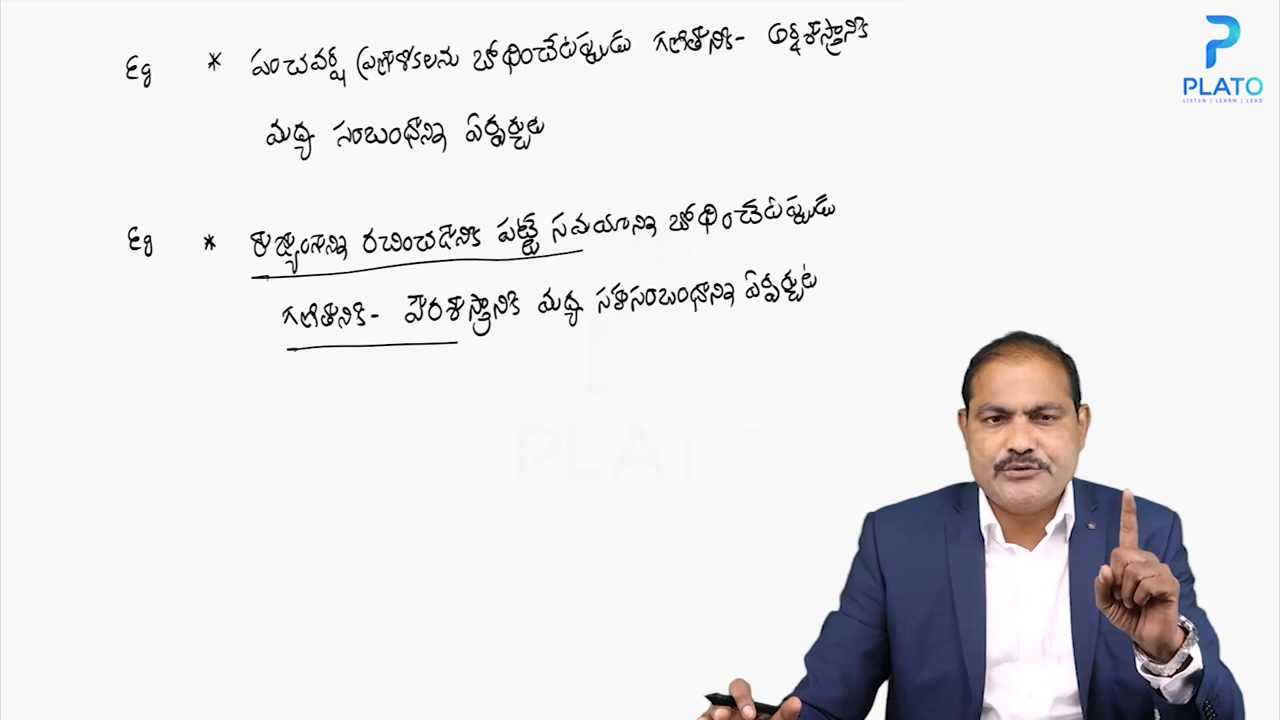 Eg * పంచవర్ష ప్రణాళికలను బోధించేటప్పుడు గణితానికి - అర్థశాస్త్రానికి
మధ్య సంబంధాన్ని ఏర్పర్చుట
Eg * రాజ్యాంగాన్ని రచించడానికి పట్టే సమయాన్ని బోధించేటప్పుడు
గణితానికి - పౌరశాస్త్రానికి మధ్య సహసంబంధాన్ని ఏర్పర్చుట
PLATO
LISTEN | LEARN | LEAD
PLATO